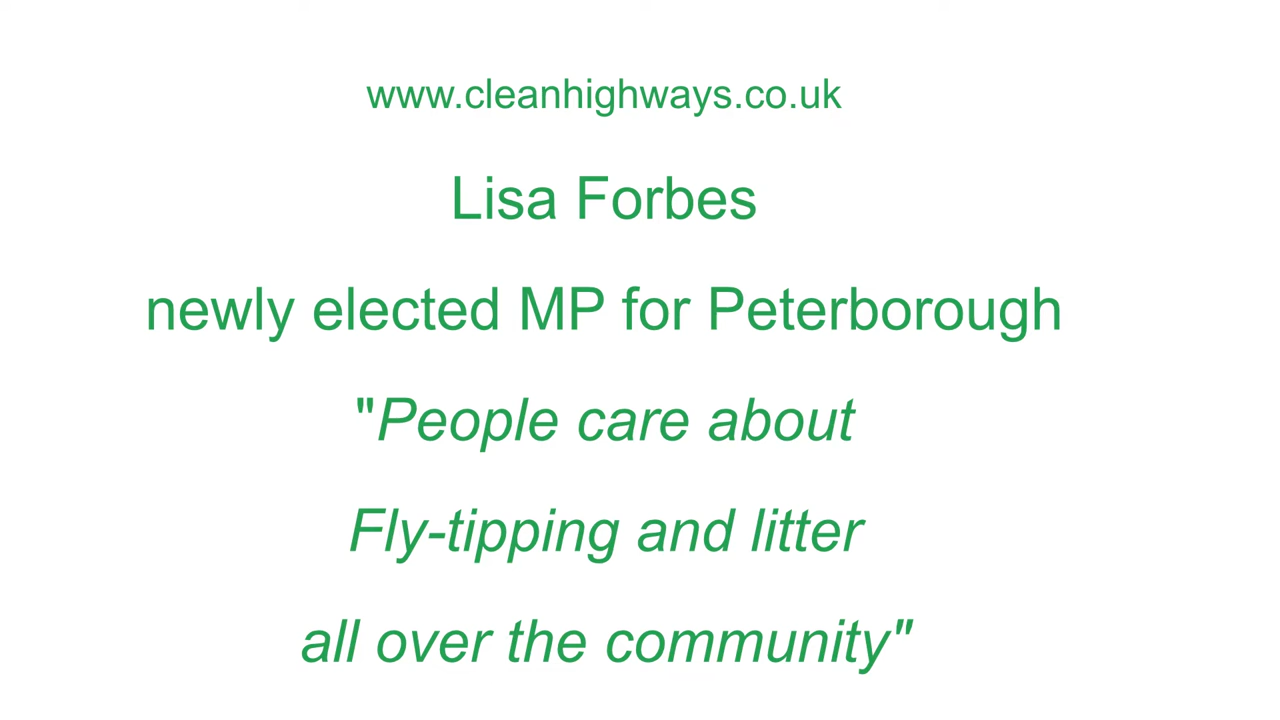 www.cleanhighways.co.uk
Lisa Forbes
newly elected MP for Peterborough
"People care about
Fly-tipping and litter
all over the community"